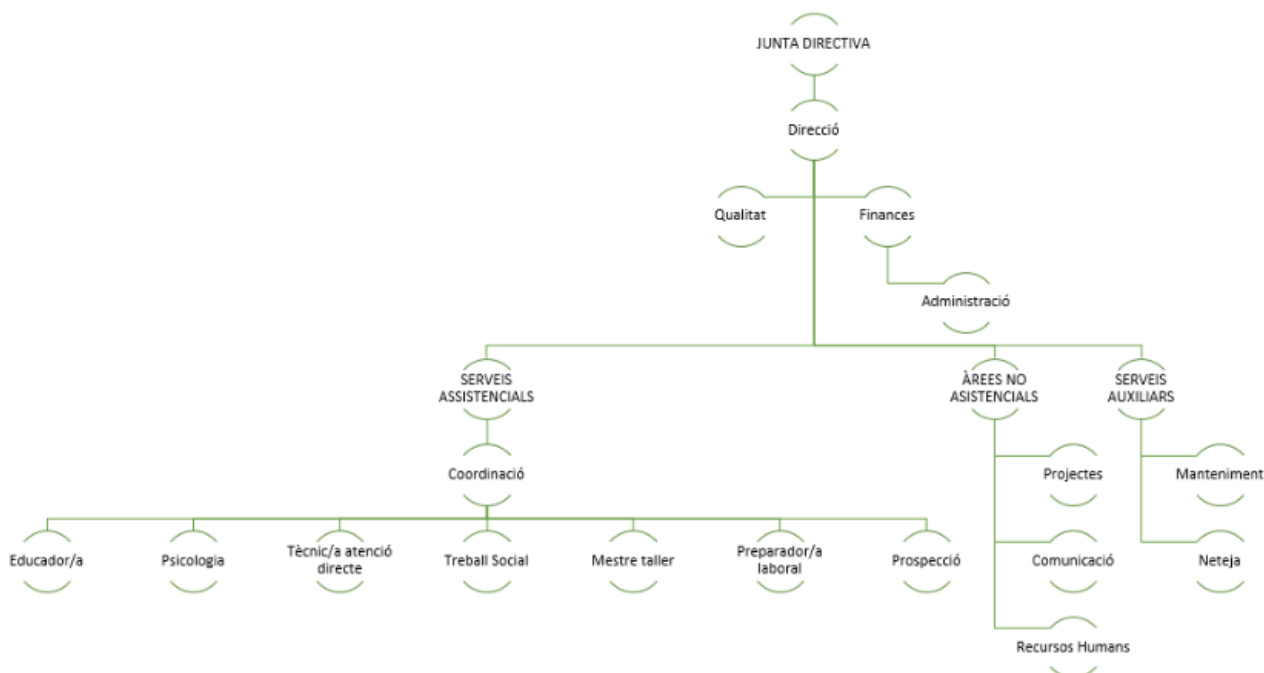 JUNTA DIRECTIVA
Direcció
Qualitat
Finances
Administració
SERVEIS
ASSISTENCIALS
ÀREES NO
ASISTENCIALS
SERVEIS
AUXILIARS
Coordinació
Projectes
Manteniment
Educador/a
Psicologia
Tècnic/a atenció
directe
Treball Social
Mestre taller
Preparador/a
laboral
Prospecció
Comunicació
Neteja
Recursos Humans